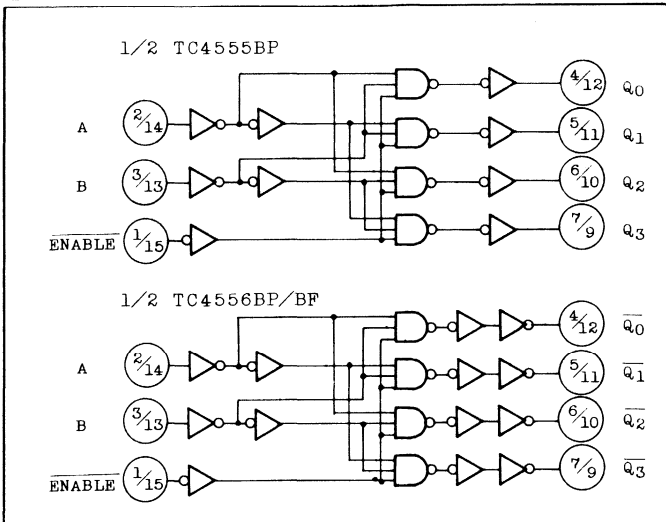 1/2 TC4555BP
4/12 Q0
A 2/14 5/11 Q1
B 3/13 6/10 Q2
ENABLE 1/15 7/9 Q3
1/2 TC4556BP/BF
4/12 Q0
A 2/14 5/11 Q1
B 3/13 6/10 Q2
ENABLE 1/15 7/9 Q3